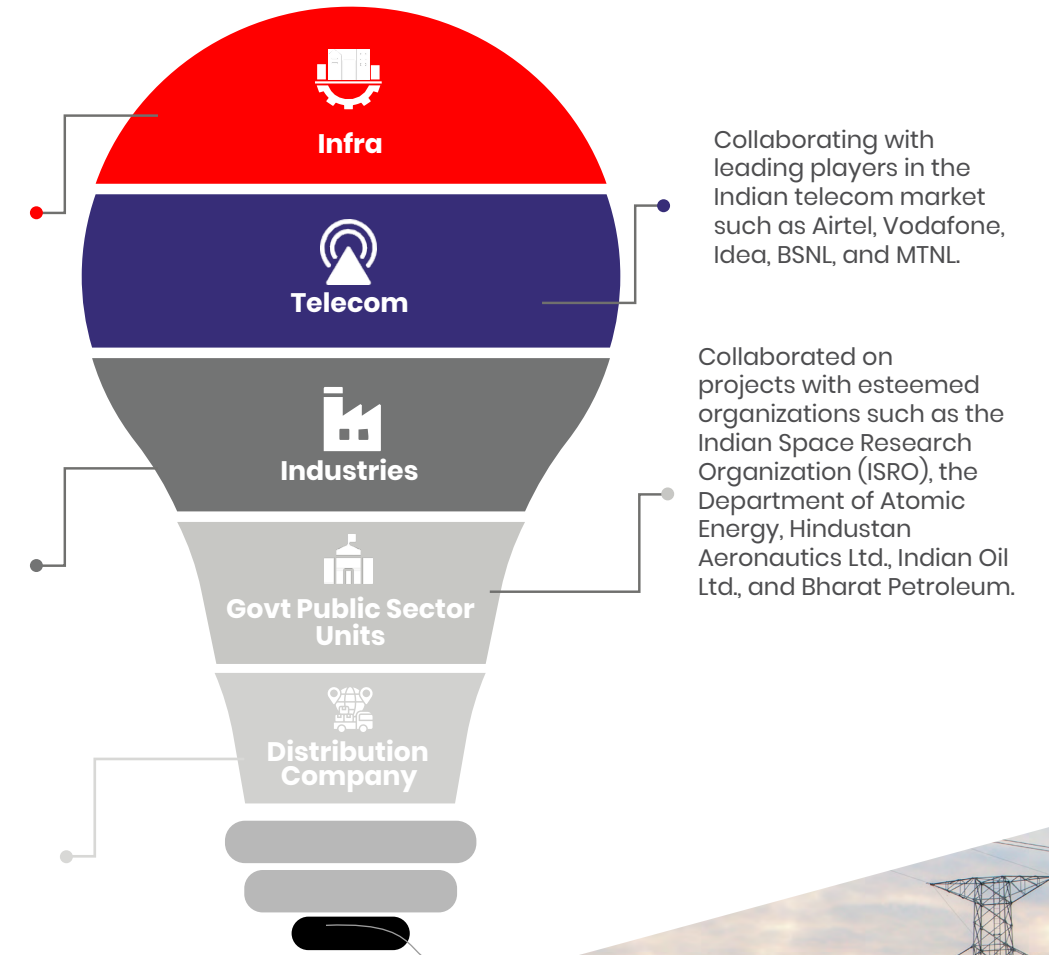 Infra
Telecom
Collaborating with
leading players in the
Indian telecom market
such as Airtel, Vodafone,
Idea, BSNL, and MTNL.
Industries
Collaborated on
projects with esteemed
organizations such as the
Indian Space Research
Organization (ISRO), the
Department of Atomic
Energy, Hindustan
Aeronautics Ltd., Indian Oil
Ltd., and Bharat Petroleum.
Govt Public Sector
Units
Distribution
Company